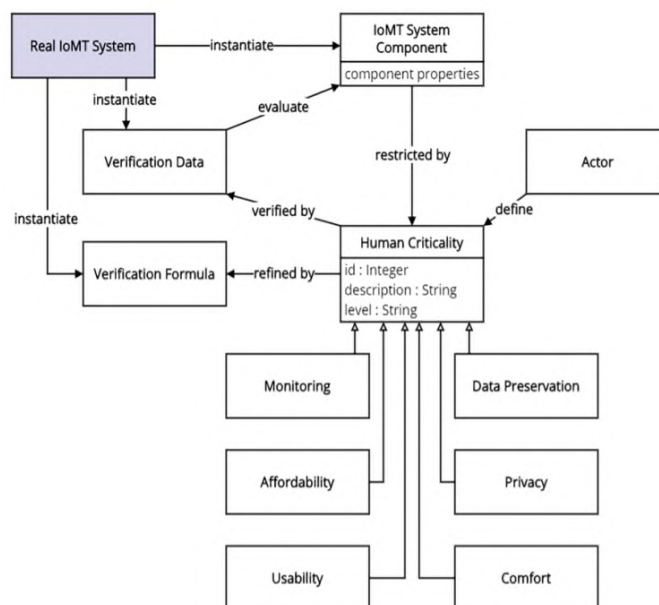 Real IoMT System
instantiate
IoMT System
Component
component properties
instantiate
evaluate
Verification Data
restricted by
Actor
verified by
define
instantiate
Human Criticality
Verification Formula
refined by
id : Integer
description : String
level : String
Monitoring
Data Preservation
Affordability
Privacy
Usability
Comfort